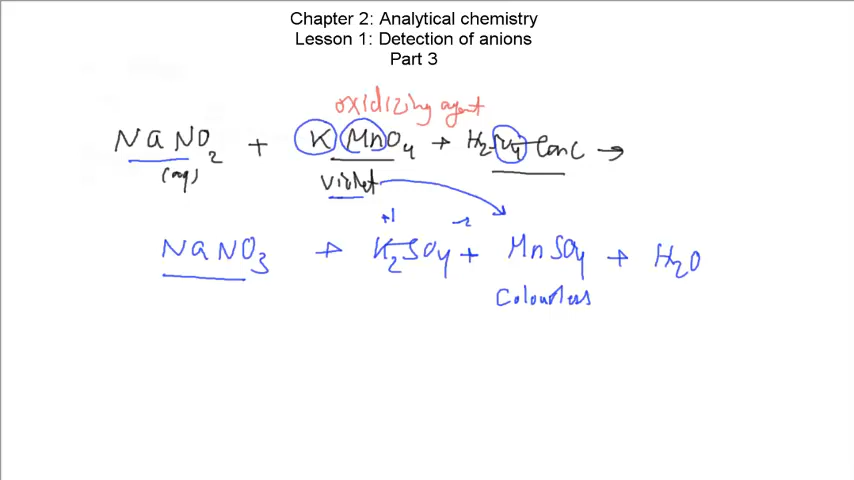 Chapter 2: Analytical chemistry
Lesson 1: Detection of anions
Part 3
oxidizing agent
NaNO2 + K MnO4 + H2SO4 Conc →
(aq)
violet
+1 -2
NaNO3 + K2SO4 + MnSO4 + H2O
Colourless